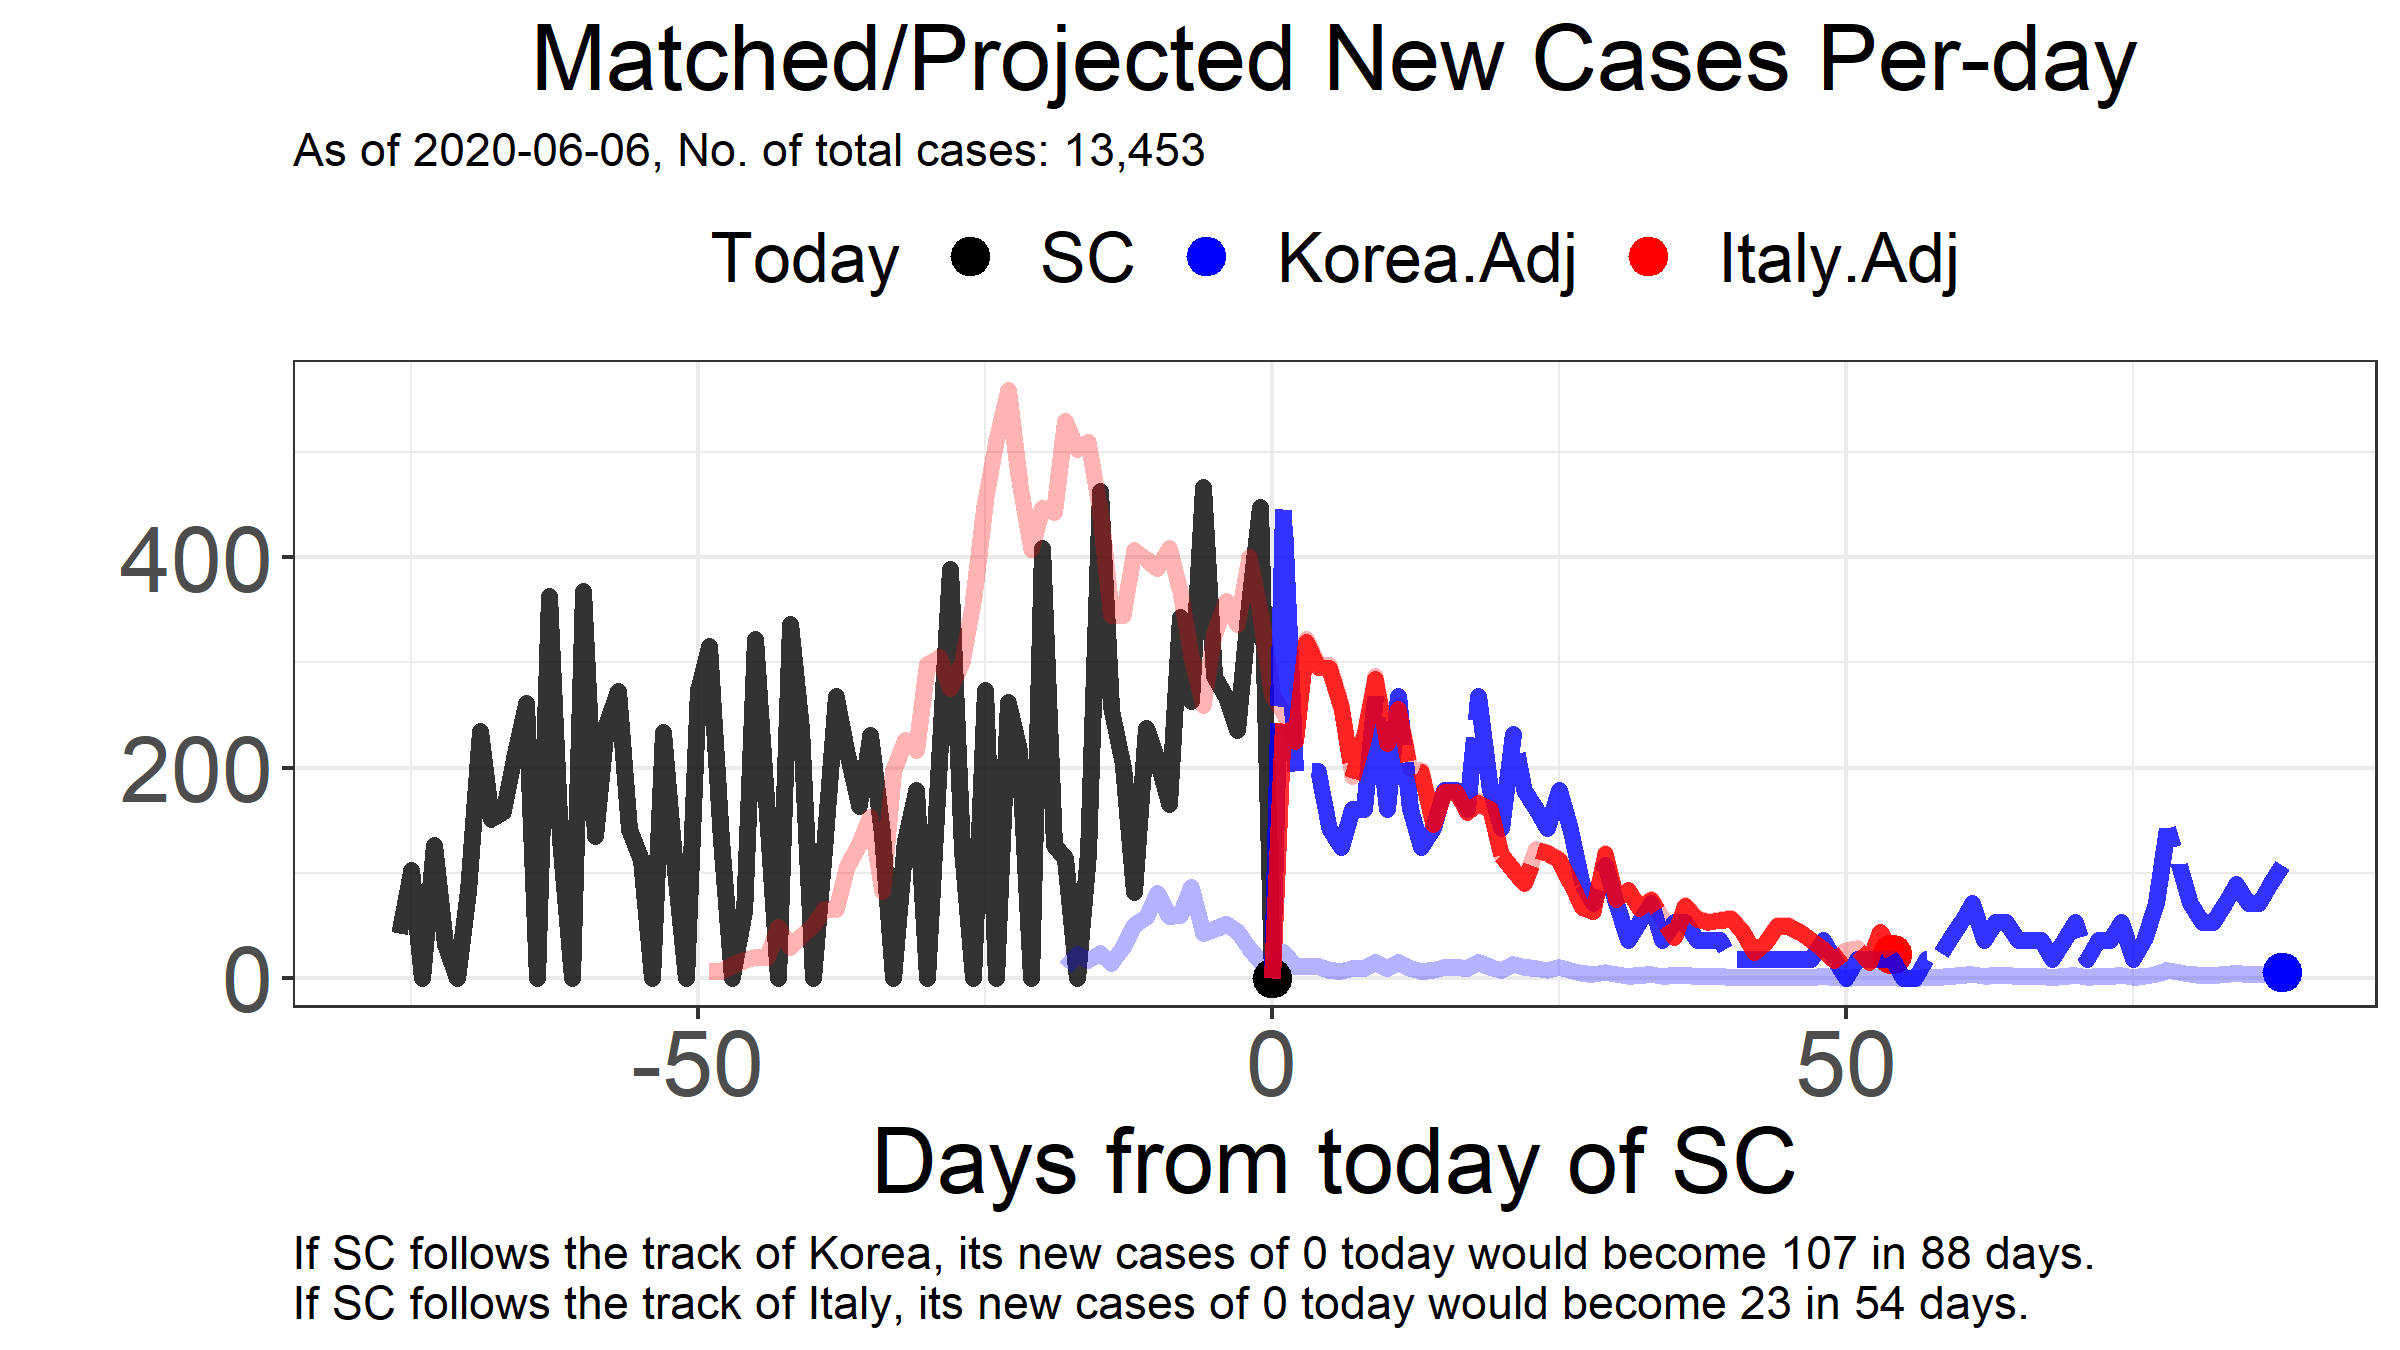 Matched/Projected New Cases Per-day
As of 2020-06-06, No. of total cases: 13,453
Today SC Korea.Adj Italy.Adj
400
200
0
-50 0 50
Days from today of SC
If SC follows the track of Korea, its new cases of 0 today would become 107 in 88 days.
If SC follows the track of Italy, its new cases of 0 today would become 23 in 54 days.